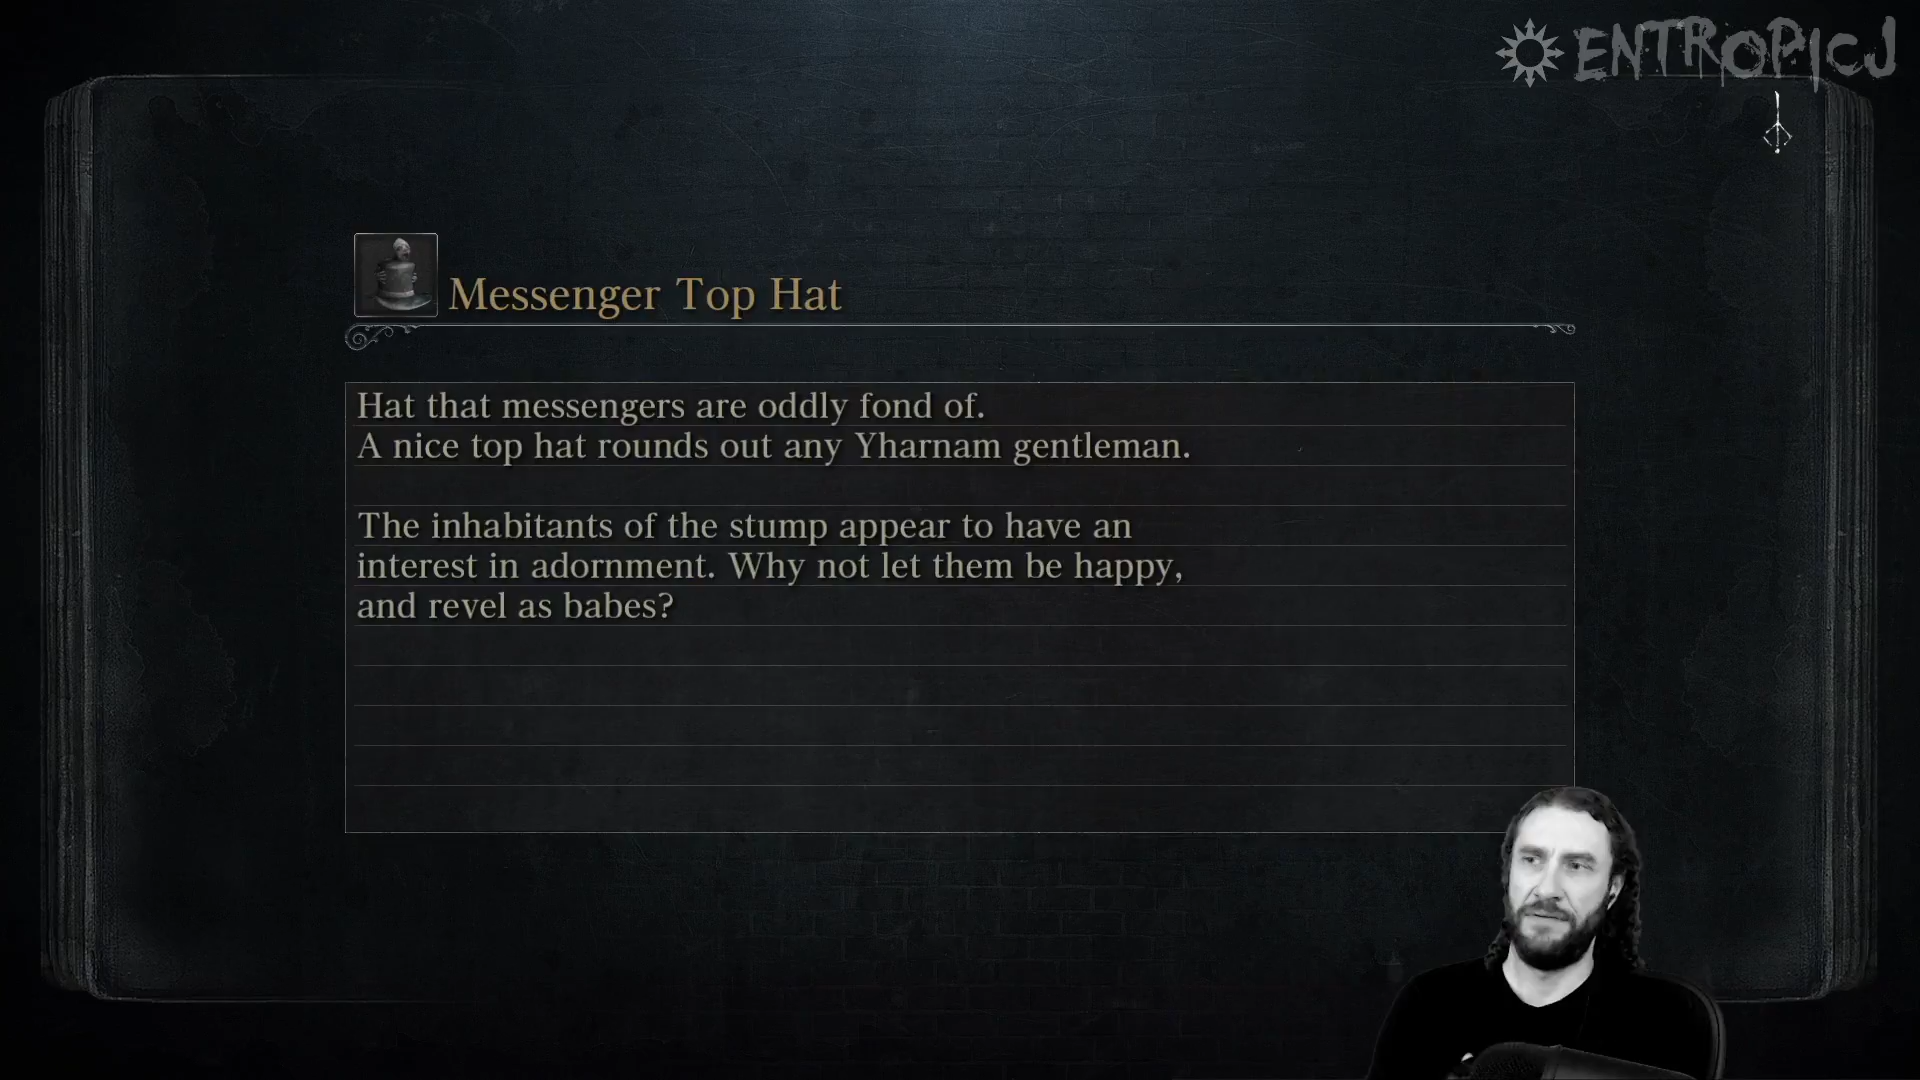 ENTROPICJ
Messenger Top Hat
Hat that messengers are oddly fond of.
A nice top hat rounds out any Yharnam gentleman.
The inhabitants of the stump appear to have an
interest in adornment. Why not let them be happy,
and revel as babes?